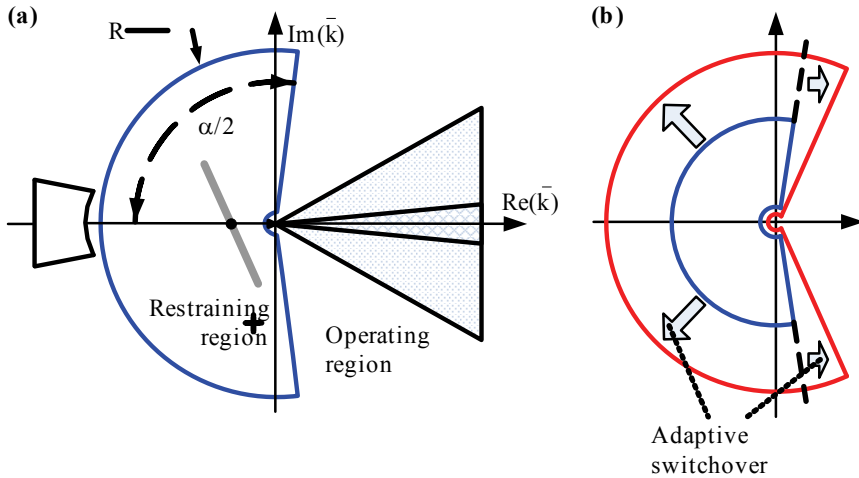 (a)
R
Im(k̄)
α/2
Re(k̄)
Restraining
region
Operating
region
(b)
Adaptive
switchover